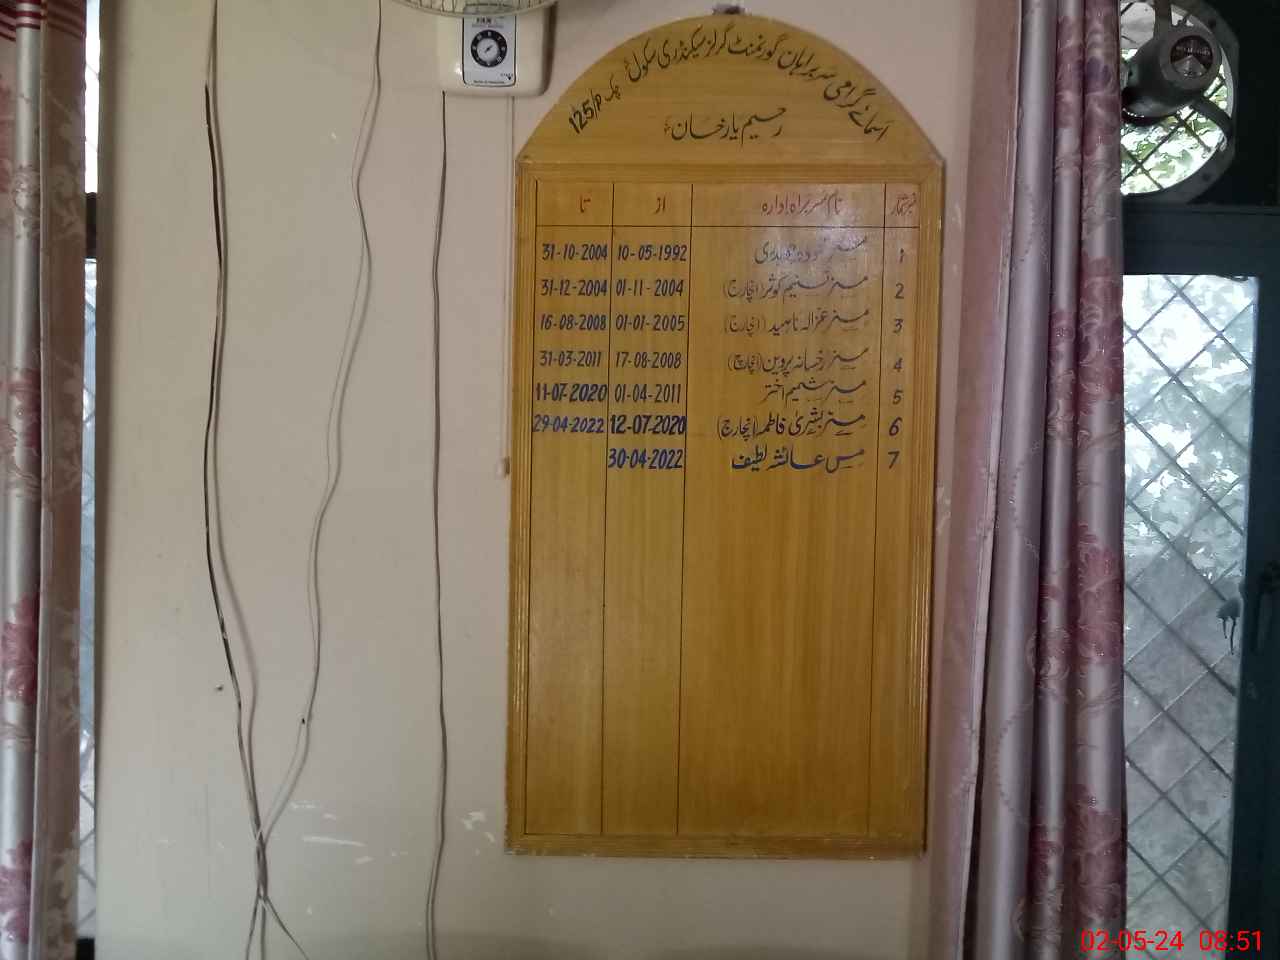 FAN
اسمائے گرامی سربراہان گورنمنٹ گرلز سیکنڈری سکول چک 125/P
رحیم یار خان
نمبر شمار نام سربراہ ادارہ از تا
1 مسز 10-05-1992 31-10-2004
2 مسز تسنیم کوثر (انچارج) 01-11-2004 31-12-2004
3 مسز غزالہ ناہید (انچارج) 01-01-2005 16-08-2008
4 مسز رخسانہ پروین (انچارج) 17-08-2008 31-03-2011
5 مسز شمیم اختر 01-04-2011 11-07-2020
6 مسز بشریٰ فاطمہ (انچارج) 12-07-2020 29-04-2022
7 مس عائشہ لطیف 30-04-2022
02-05-24 08:51